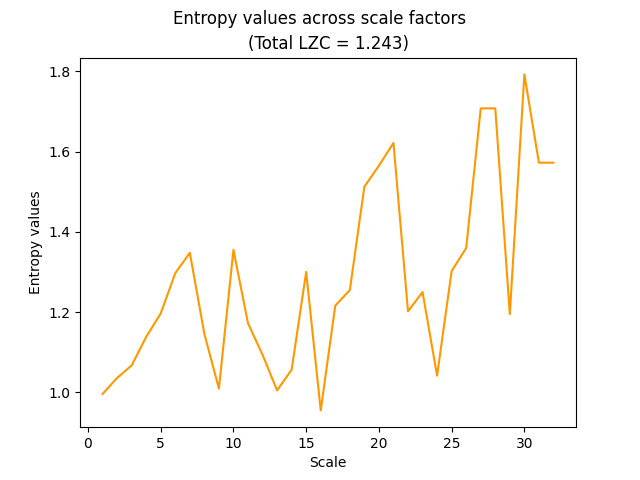 Entropy values across scale factors
(Total LZC = 1.243)
1.8
1.6
1.4
1.2
1.0
Entropy values
0 5 10 15 20 25 30
Scale